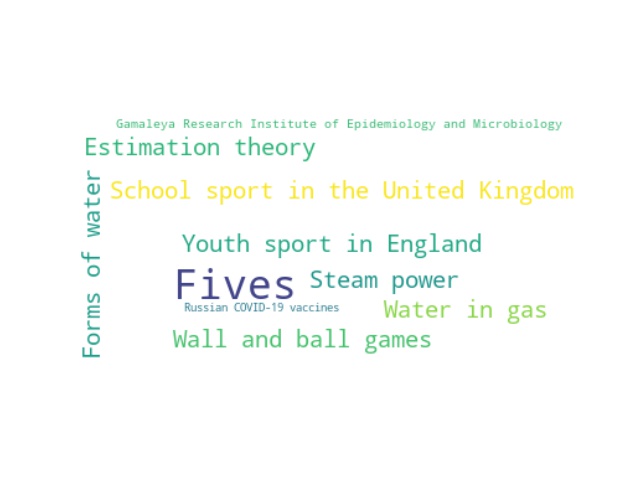 Gamaleya Research Institute of Epidemiology and Microbiology
Estimation theory
School sport in the United Kingdom
Forms of water
Youth sport in England
Fives
Steam power
Russian COVID-19 vaccines
Water in gas
Wall and ball games